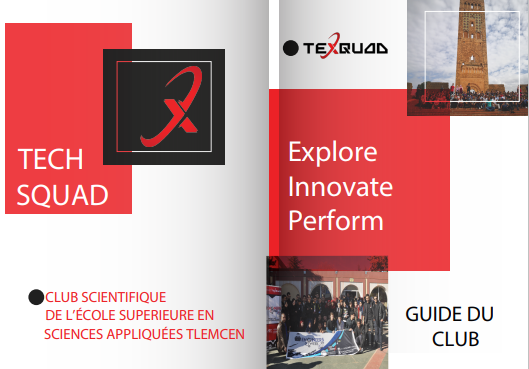 TECH
SQUAD
CLUB SCIENTIFIQUE
DE L'ÉCOLE SUPERIEURE EN
SCIENCES APPLIQUÉES TLEMCEN
TEXQUAD
Explore
Innovate
Perform
GUIDE DU
CLUB